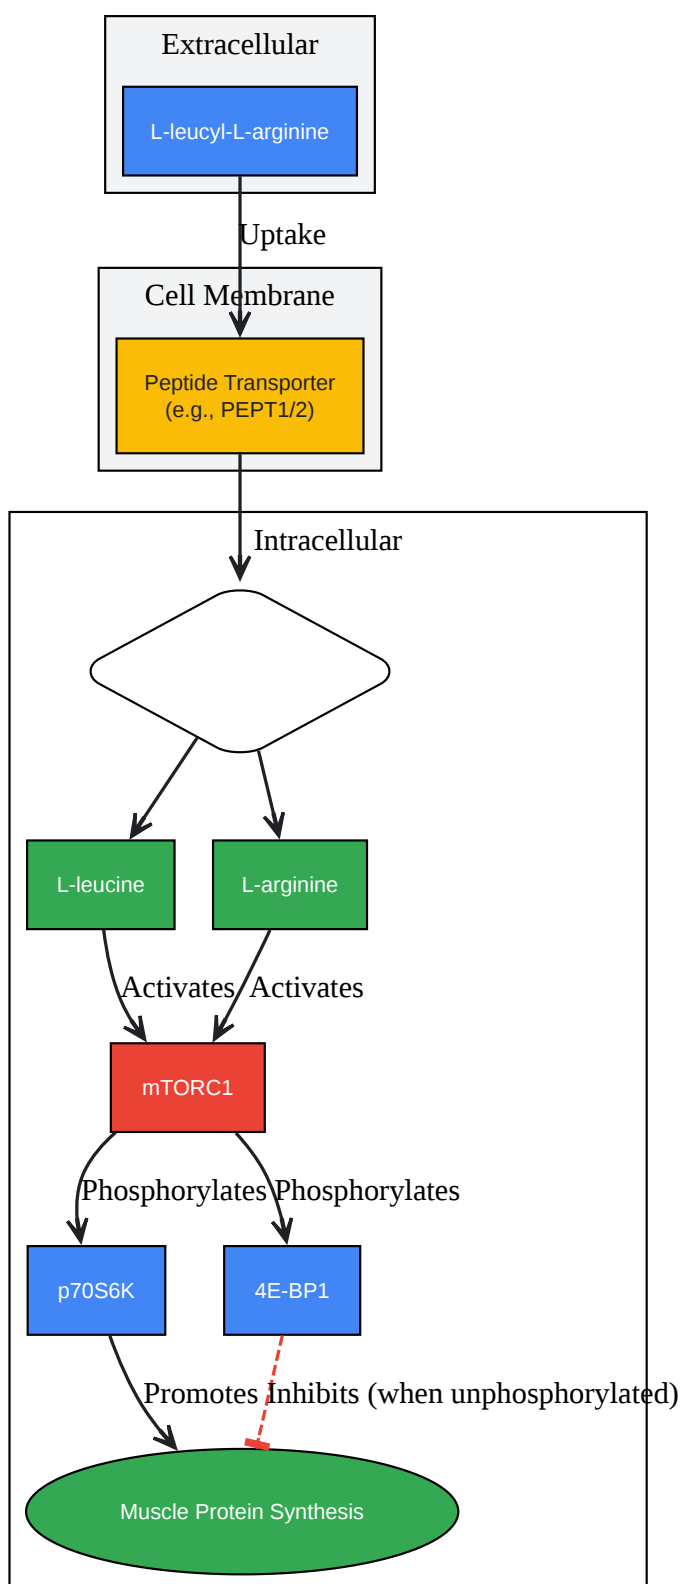 Extracellular
L-leucyl-L-arginine
Uptake
Cell Membrane
Peptide Transporter
(e.g., PEPT1/2)
Intracellular
L-leucine
L-arginine
Activates
Activates
mTORC1
Phosphorylates
Phosphorylates
p70S6K
4E-BP1
Promotes
Inhibits (when unphosphorylated)
Muscle Protein Synthesis